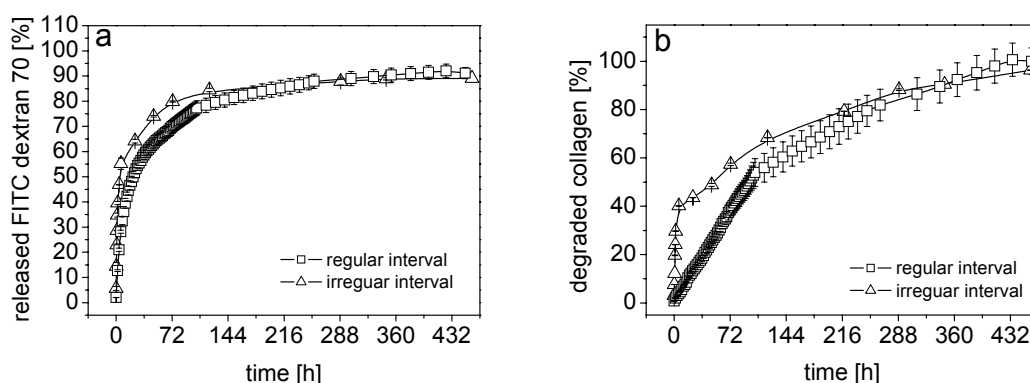 a
released FITC dextran 70 [%]
110
100
90
80
70
60
50
40
30
20
10
0
regular interval
irreguar interval
0 72 144 216 288 360 432
time [h]
b
degraded collagen [%]
100
80
60
40
20
0
regular interval
irreguar interval
0 72 144 216 288 360 432
time [h]